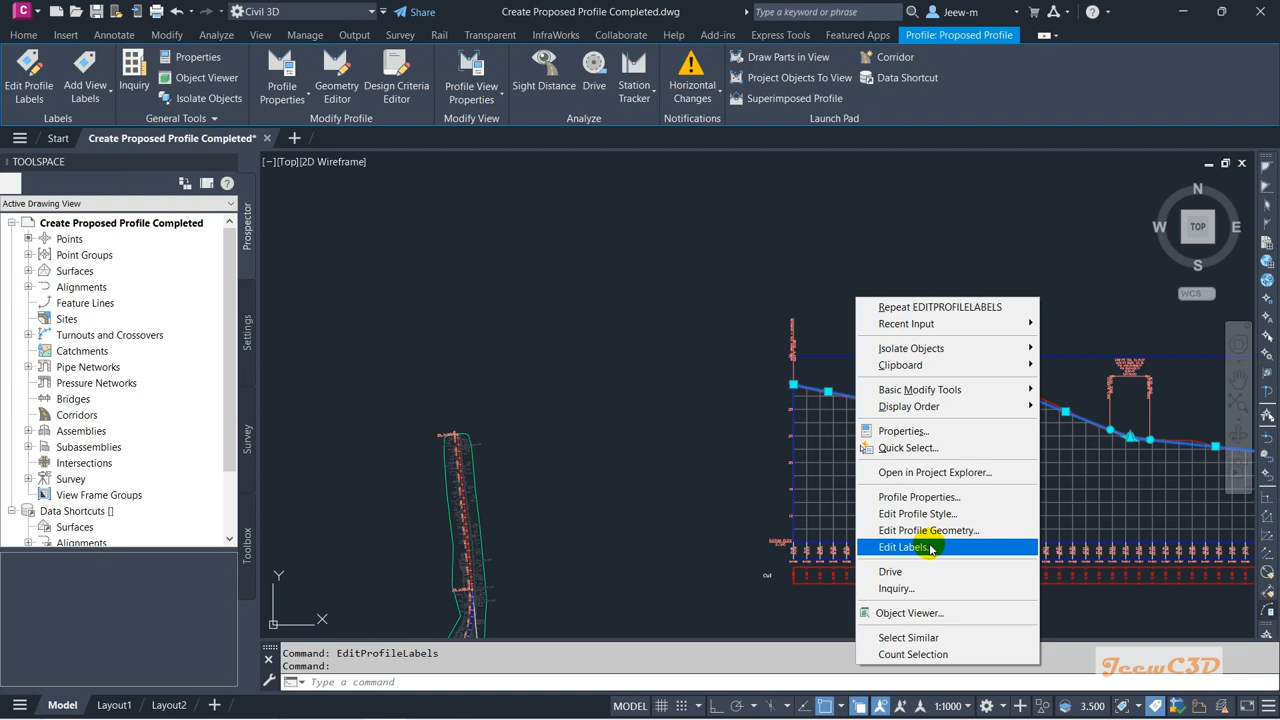 Civil 3D
Share
Create Proposed Profile Completed.dwg
Type a keyword or phrase
Jeew-m
Home
Insert
Annotate
Modify
Analyze
View
Manage
Output
Survey
Rail
Transparent
InfraWorks
Collaborate
Help
Add-ins
Express Tools
Featured Apps
Profile: Proposed Profile
Edit Profile
Labels
Add View
Labels
Labels
Inquiry
Properties
Object Viewer
Isolate Objects
General Tools
Profile
Properties
Geometry
Editor
Design Criteria
Editor
Modify Profile
Profile View
Properties
Modify View
Sight Distance
Drive
Station
Tracker
Analyze
Horizontal
Changes
Notifications
Draw Parts in View
Project Objects To View
Superimposed Profile
Corridor
Data Shortcut
Launch Pad
Start
Create Proposed Profile Completed*
TOOLSPACE
Active Drawing View
Create Proposed Profile Completed
Points
Point Groups
Surfaces
Alignments
Feature Lines
Sites
Turnouts and Crossovers
Catchments
Pipe Networks
Pressure Networks
Bridges
Corridors
Assemblies
Subassemblies
Intersections
Survey
View Frame Groups
Data Shortcuts []
Surfaces
Alignments
Prospector
Settings
Survey
Toolbox
[−][Top][2D Wireframe]
N
W
TOP
E
S
WCS
Y
X
Repeat EDITPROFILELABELS
Recent Input
Isolate Objects
Clipboard
Basic Modify Tools
Display Order
Properties...
Quick Select...
Open in Project Explorer...
Profile Properties...
Edit Profile Style...
Edit Profile Geometry...
Edit Labels...
Drive
Inquiry...
Object Viewer...
Select Similar
Count Selection
Command: EditProfileLabels
Command:
Type a command
JeewC3D
Model
Layout1
Layout2
MODEL
1:1000
3.500